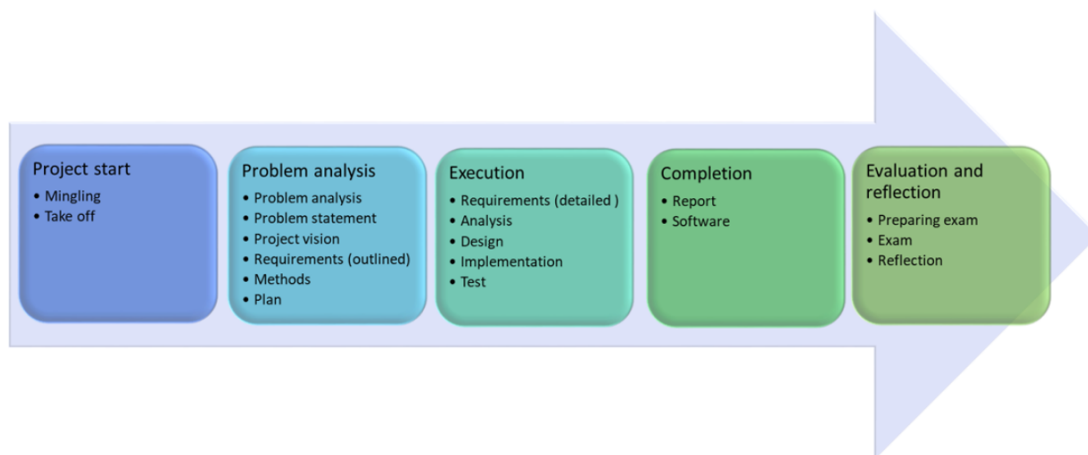 Project start
• Mingling
• Take off
Problem analysis
• Problem analysis
• Problem statement
• Project vision
• Requirements (outlined)
• Methods
• Plan
Execution
• Requirements (detailed )
• Analysis
• Design
• Implementation
• Test
Completion
• Report
• Software
Evaluation and
reflection
• Preparing exam
• Exam
• Reflection